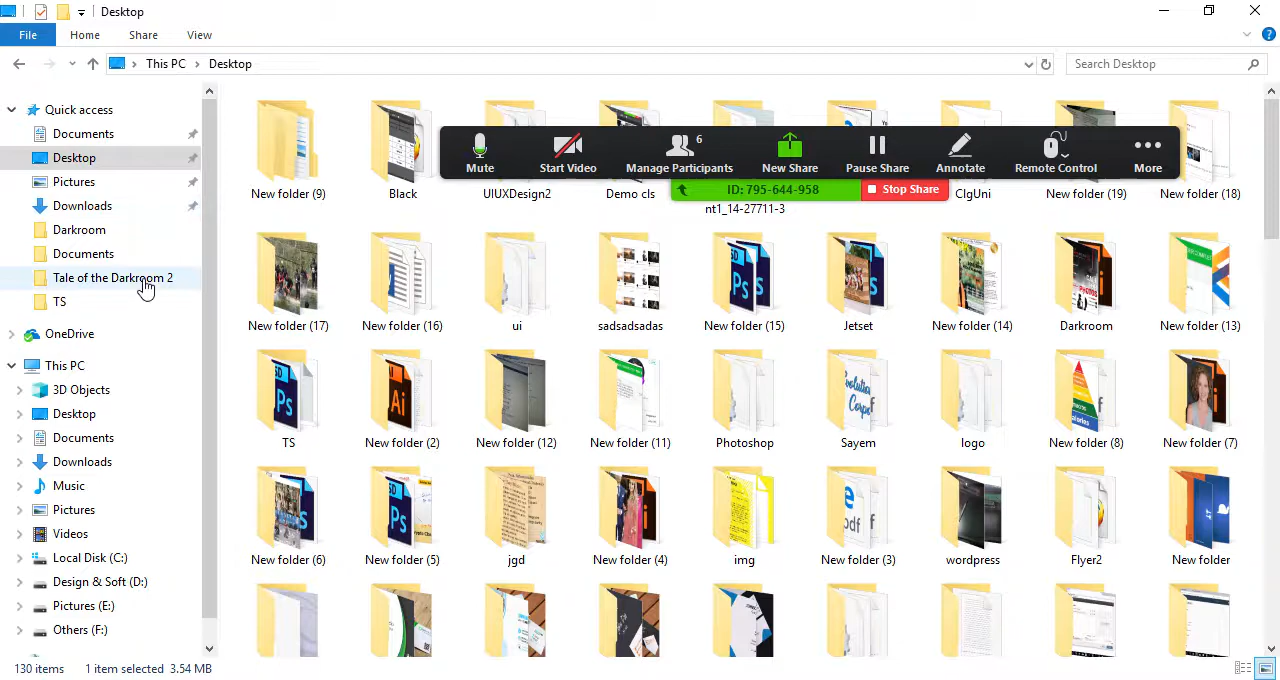 Desktop
File Home Share View
This PC Desktop Search Desktop
Quick access
Documents
Desktop
Pictures
Downloads
Darkroom
Documents
Tale of the Darkroom 2
TS
OneDrive
This PC
3D Objects
Desktop
Documents
Downloads
Music
Pictures
Videos
Local Disk (C:)
Design & Soft (D:)
Pictures (E:)
Others (F:)
6
Mute Start Video Manage Participants New Share Pause Share Annotate Remote Control More
ID: 795-644-958 Stop Share
New folder (9) Black UIUXDesign2 Demo cls ClgUni New folder (19) New folder (18)
nt1_14-27711-3
New folder (17) New folder (16) ui sadsadsadas New folder (15) Jetset New folder (14) Darkroom New folder (13)
TS New folder (2) New folder (12) New folder (11) Photoshop Sayem logo New folder (8) New folder (7)
New folder (6) New folder (5) jgd New folder (4) img New folder (3) wordpress Flyer2 New folder
130 items 1 item selected 3.54 MB